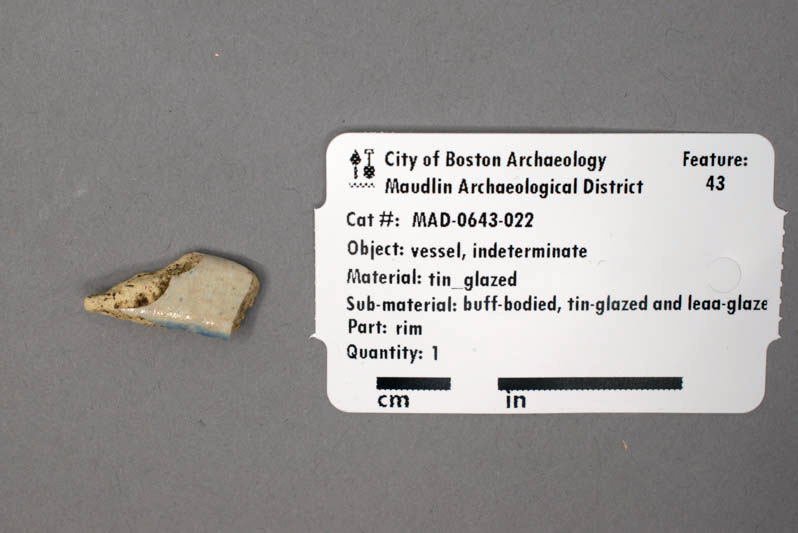 City of Boston Archaeology
Maudlin Archaeological District
Feature:
43
Cat #: MAD-0643-022
Object: vessel, indeterminate
Material: tin_glazed
Sub-material: buff-bodied, tin-glazed and leaa-glaze
Part: rim
Quantity: 1
cm in